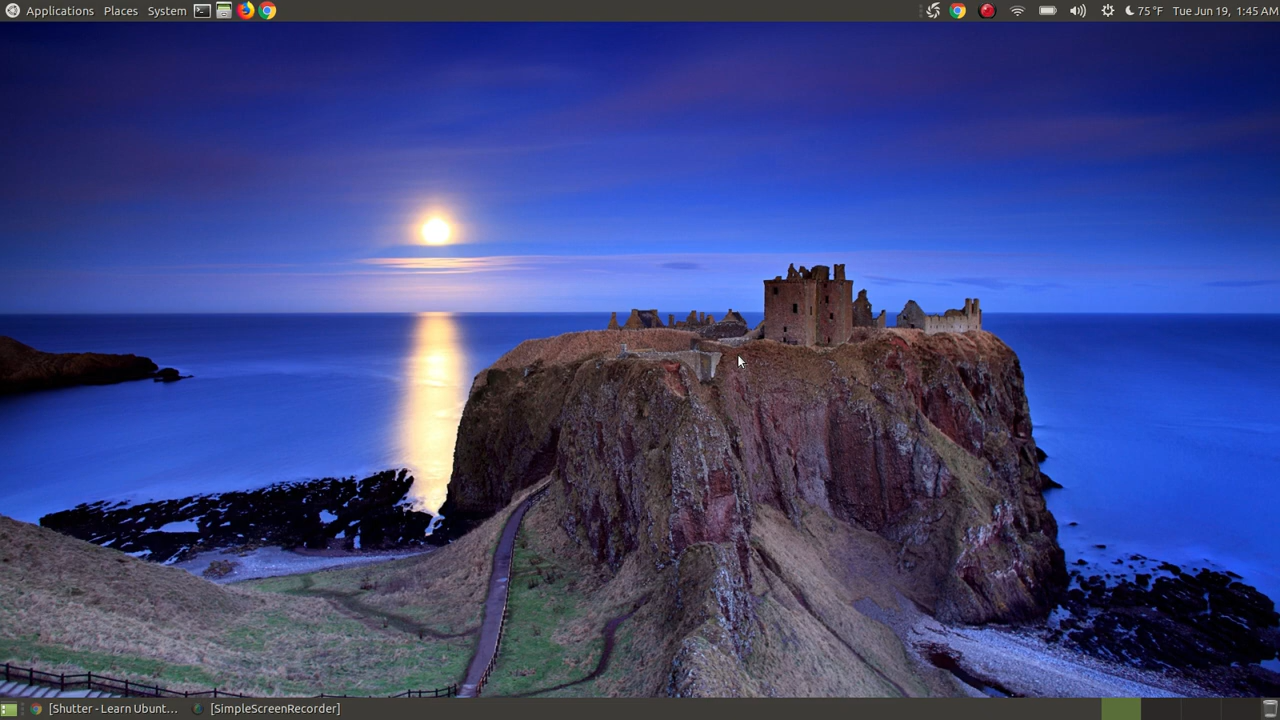 Applications Places System 75 °F Tue Jun 19, 1:45 AM
[Shutter - Learn Ubunt... [SimpleScreenRecorder]